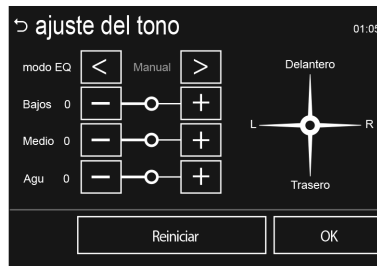 ajuste del tono
01:05
modo EQ < Manual >
Bajos 0 − +
Medio 0 − +
Agu 0 − +
Delantero
L R
Trasero
Reiniciar
OK